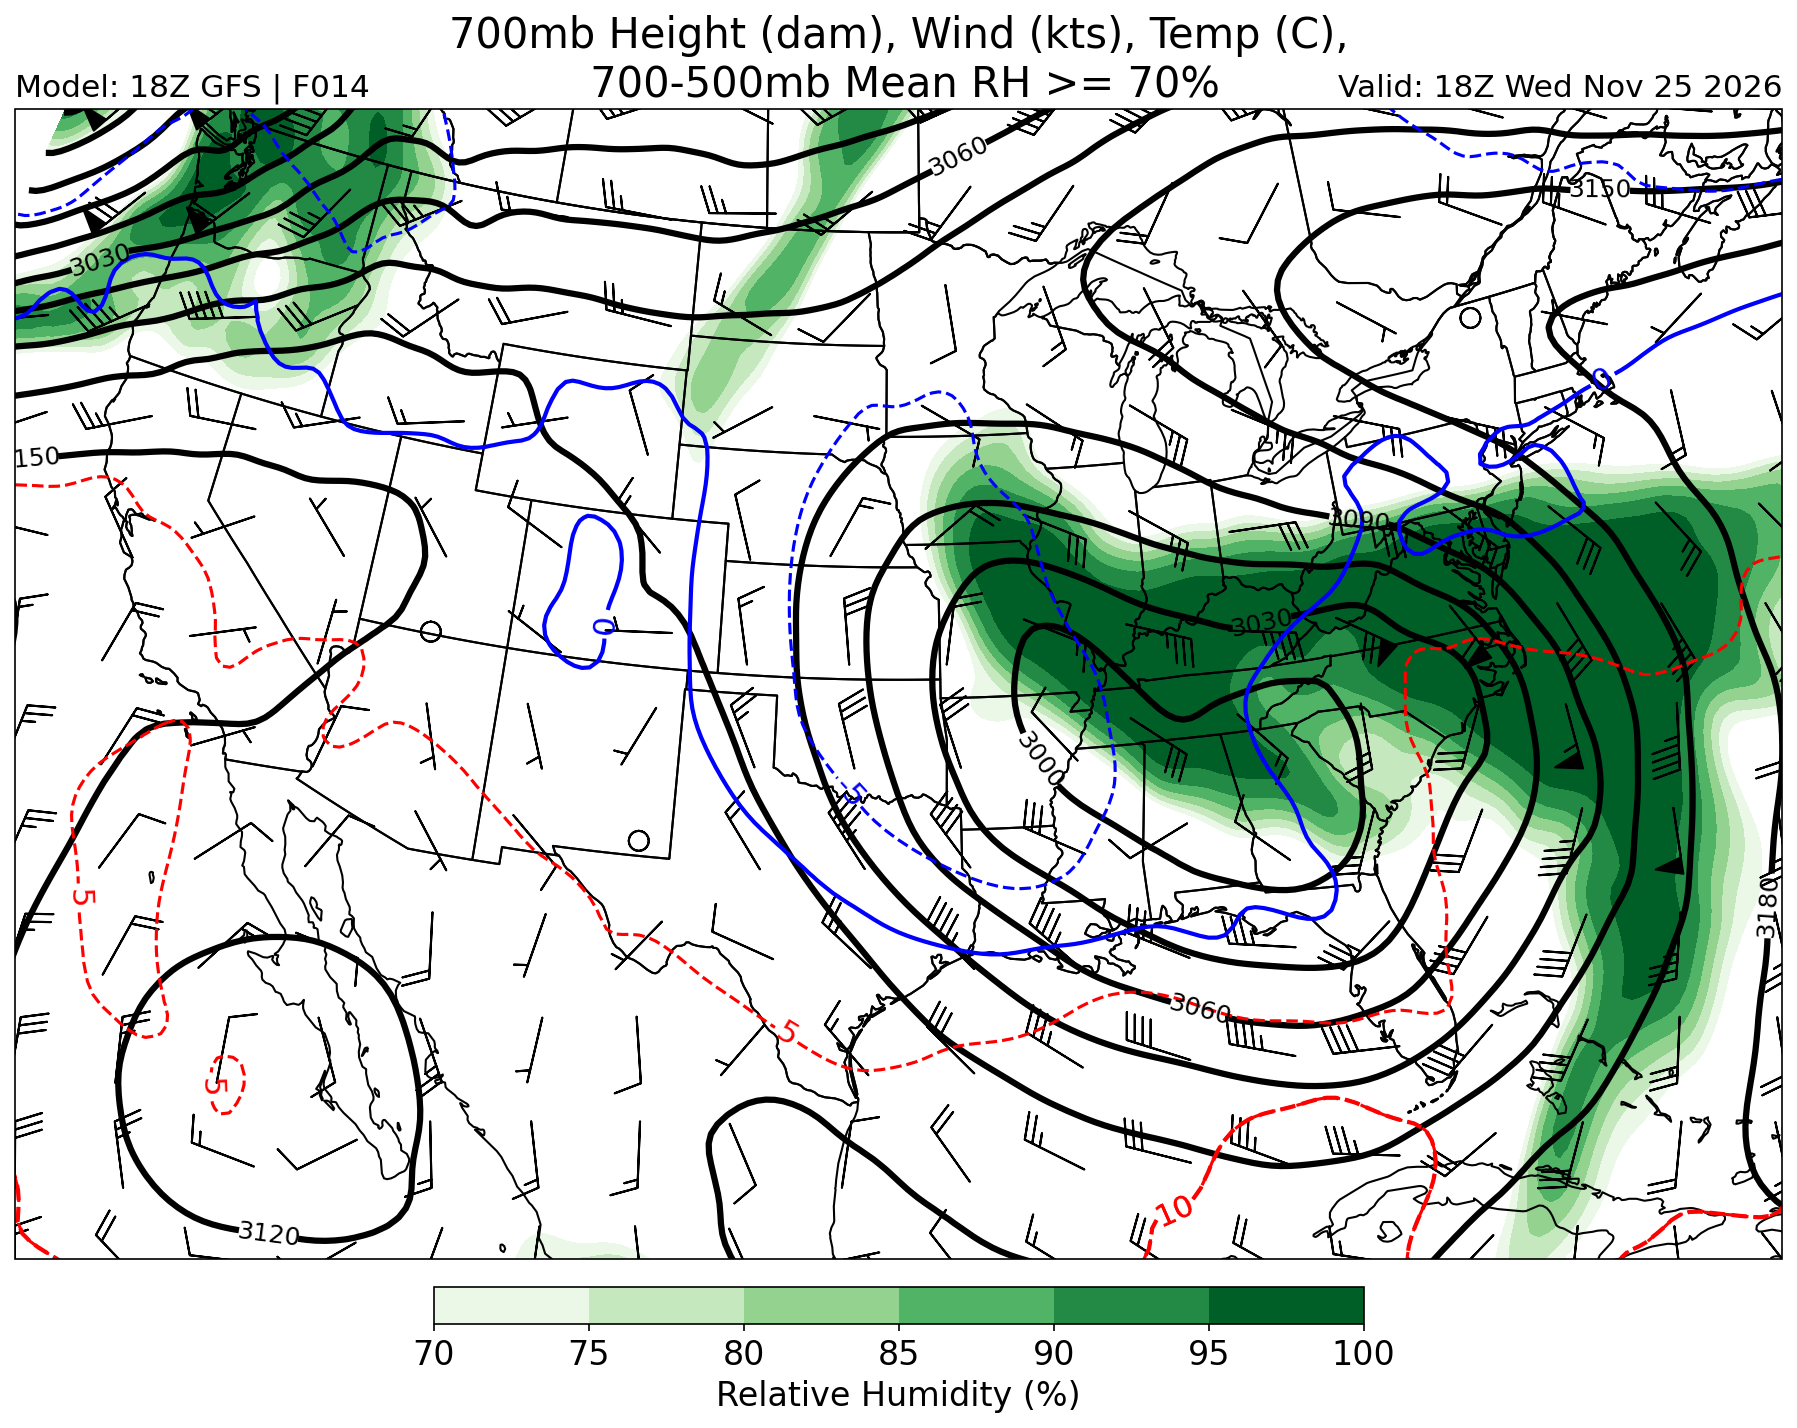 700mb Height (dam), Wind (kts), Temp (C),
700-500mb Mean RH >= 70%
Model: 18Z GFS | F014
Valid: 18Z Wed Nov 25 2026
3060
3150
3030
0
150
3090
0
3030
3000
-5
5
3180
5
3060
5
10
3120
70 75 80 85 90 95 100
Relative Humidity (%)